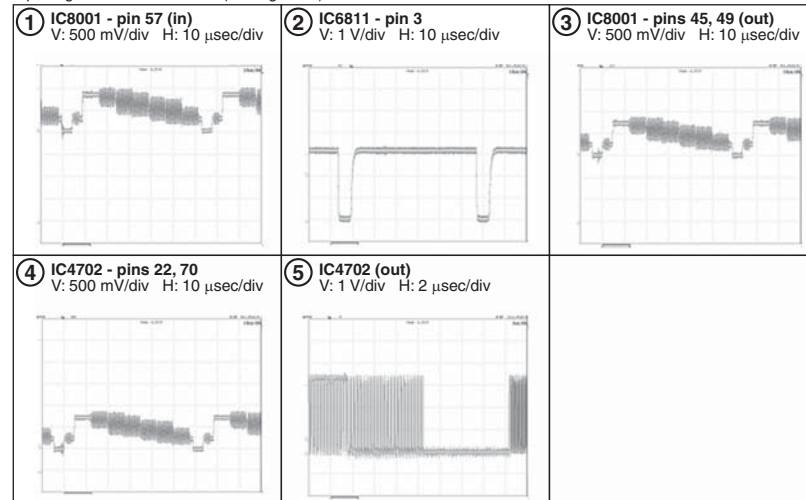 1 IC8001 - pin 57 (in)
V: 500 mV/div H: 10 μsec/div
2 IC6811 - pin 3
V: 1 V/div H: 10 μsec/div
3 IC8001 - pins 45, 49 (out)
V: 500 mV/div H: 10 μsec/div
4 IC4702 - pins 22, 70
V: 500 mV/div H: 10 μsec/div
5 IC4702 (out)
V: 1 V/div H: 2 μsec/div